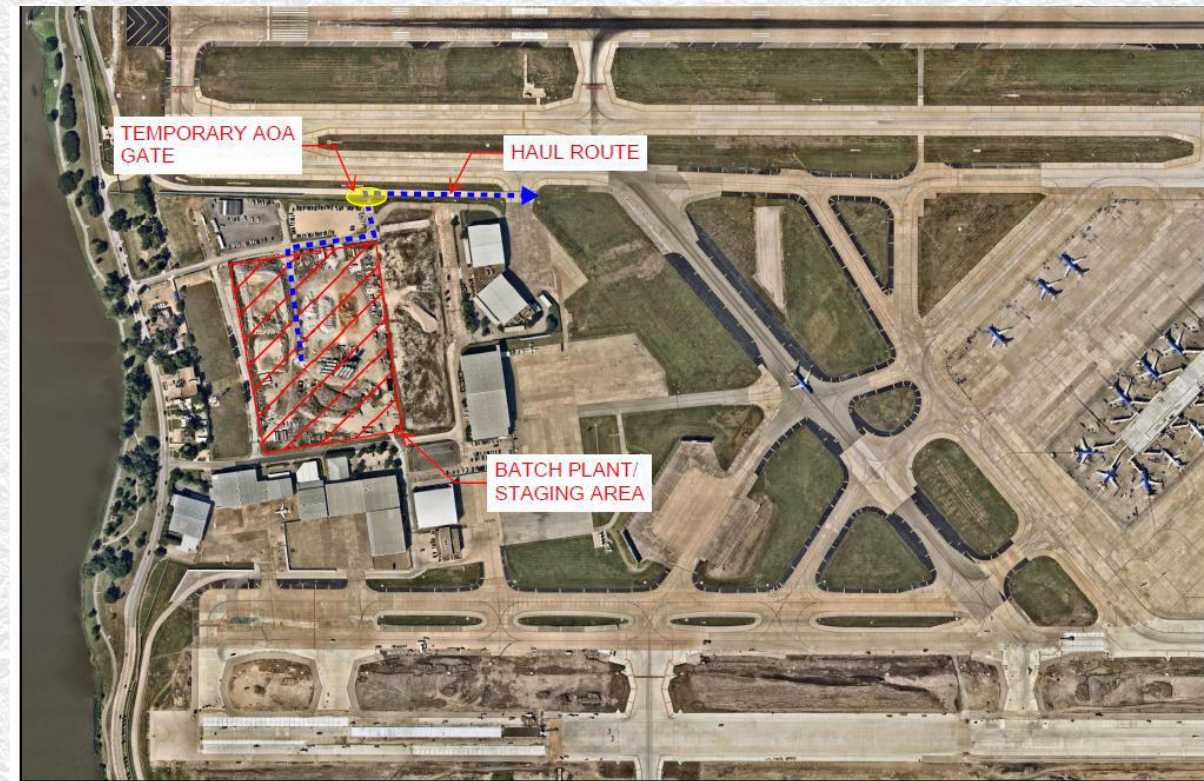 TEMPORARY AOA
GATE
HAUL ROUTE
BATCH PLANT/
STAGING AREA